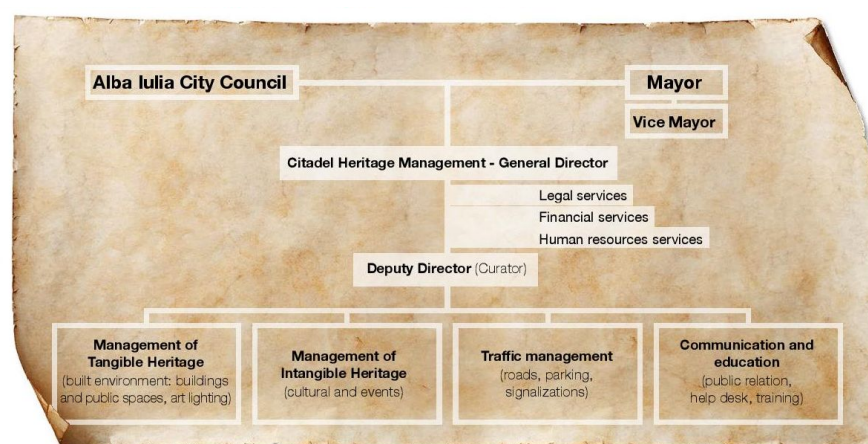 Alba Iulia City Council
Mayor
Vice Mayor
Citadel Heritage Management - General Director
Legal services
Financial services
Human resources services
Deputy Director (Curator)
Management of
Tangible Heritage
(built environment: buildings
and public spaces, art lighting)
Management of
Intangible Heritage
(cultural and events)
Traffic management
(roads, parking,
signalizations)
Communication and
education
(public relation,
help desk, training)